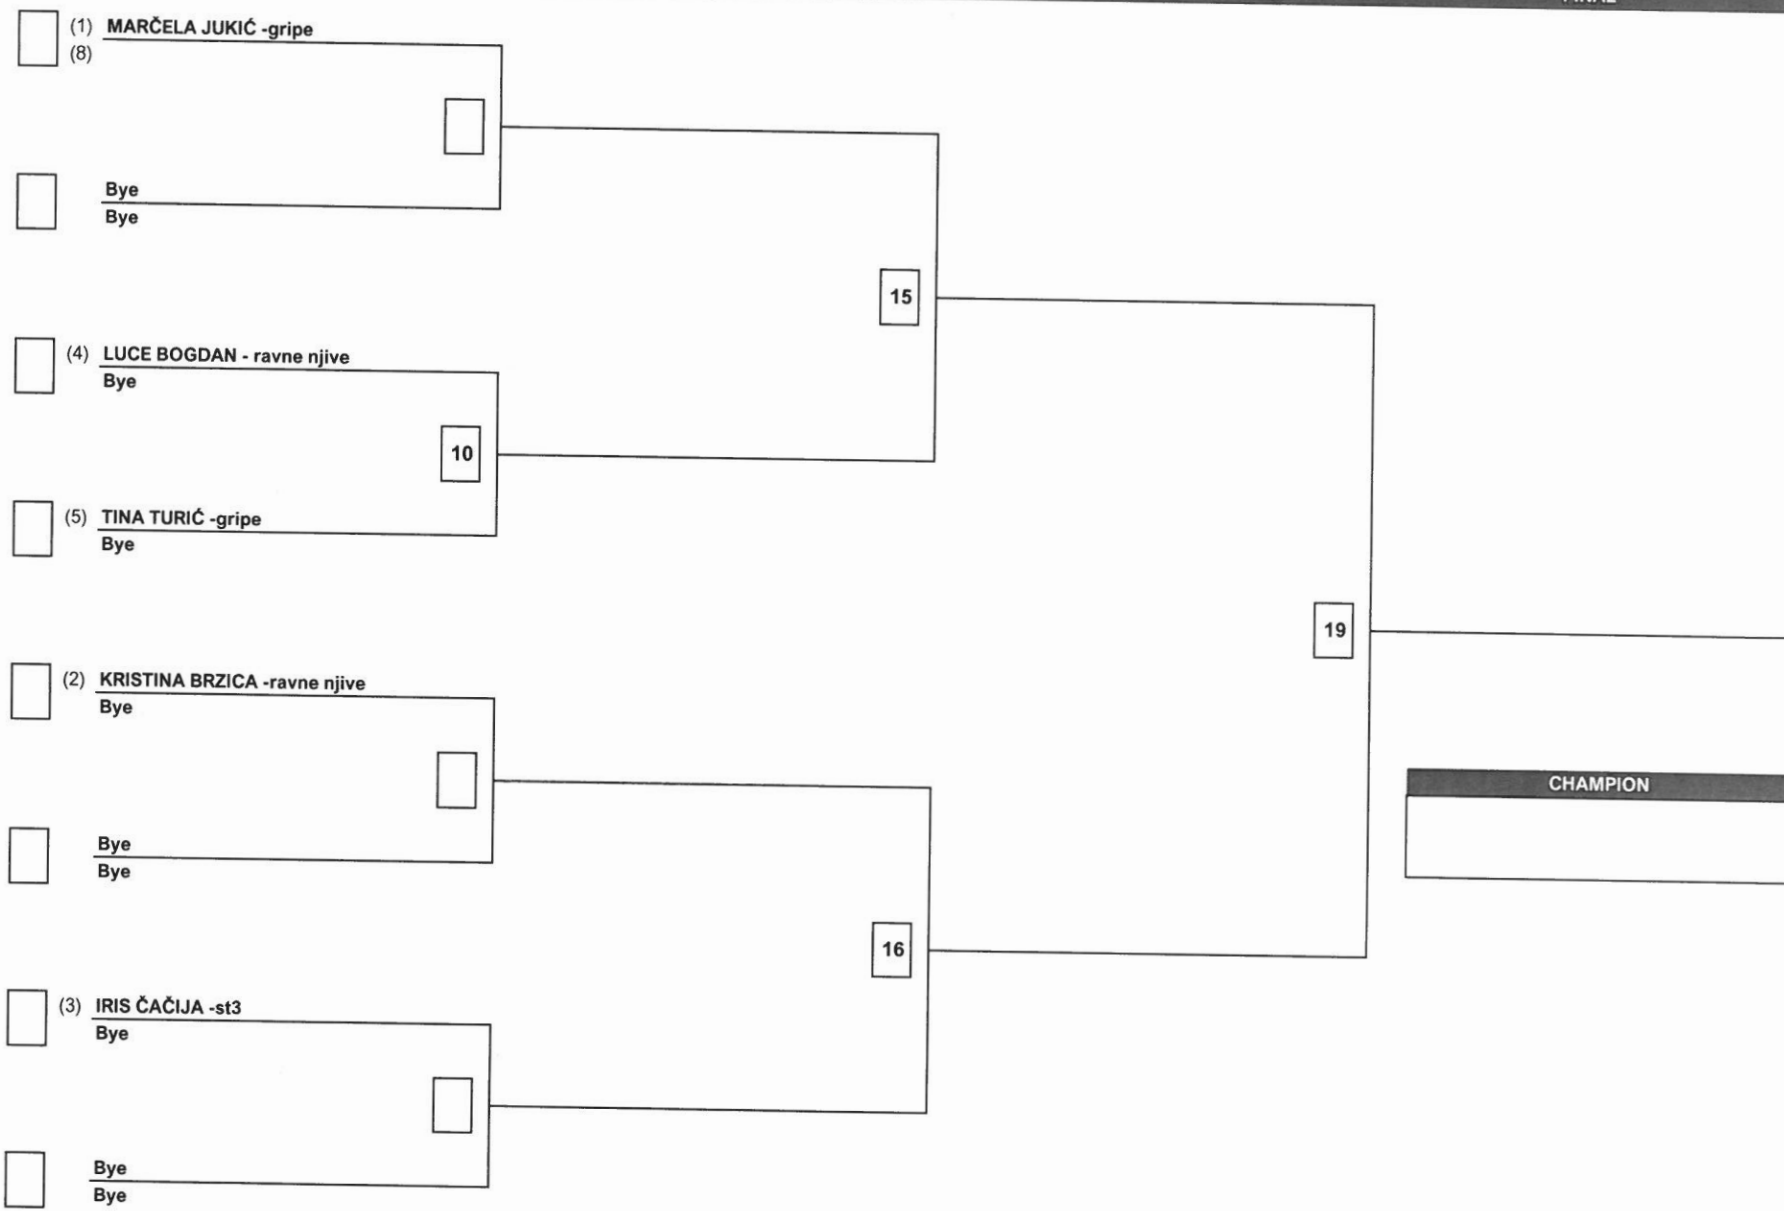 FINAL
(1) MARČELA JUKIĆ -gripe
(8)
Bye
Bye
15
(4) LUCE BOGDAN - ravne njive
Bye
10
(5) TINA TURIĆ -gripe
Bye
19
(2) KRISTINA BRZICA -ravne njive
Bye
CHAMPION
Bye
Bye
16
(3) IRIS ČAČIJA -st3
Bye
Bye
Bye